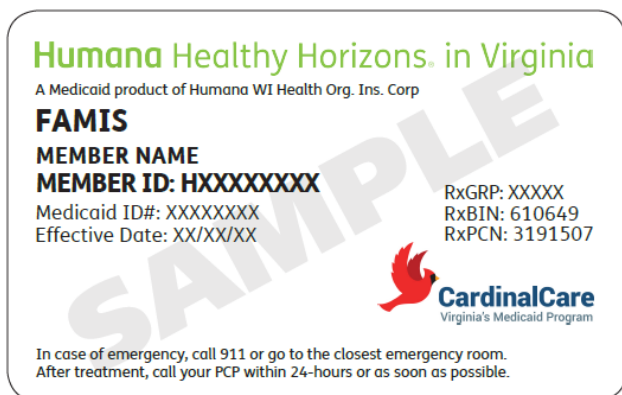 Humana Healthy Horizons® in Virginia
A Medicaid product of Humana WI Health Org. Ins. Corp
FAMIS
MEMBER NAME
MEMBER ID: HXXXXXXXX
Medicaid ID#: XXXXXXXX
Effective Date: XX/XX/XX
RxGRP: XXXXX
RxBIN: 610649
RxPCN: 3191507
SAMPLE
CardinalCare
Virginia's Medicaid Program
In case of emergency, call 911 or go to the closest emergency room.
After treatment, call your PCP within 24-hours or as soon as possible.